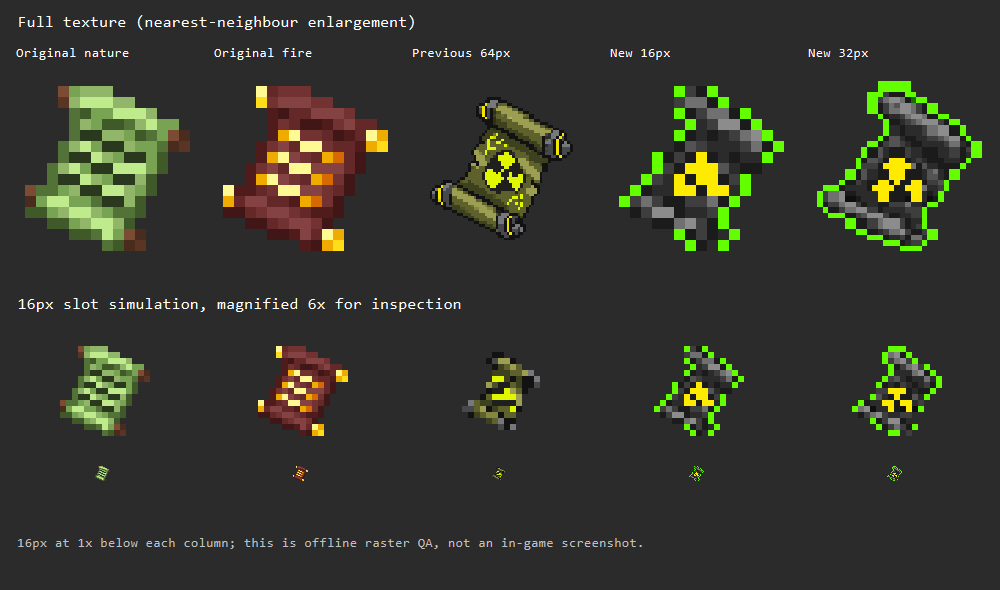 Full texture (nearest-neighbour enlargement)
Original nature
Original fire
Previous 64px
New 16px
New 32px
16px slot simulation, magnified 6x for inspection
16px at 1x below each column; this is offline raster QA, not an in-game screenshot.